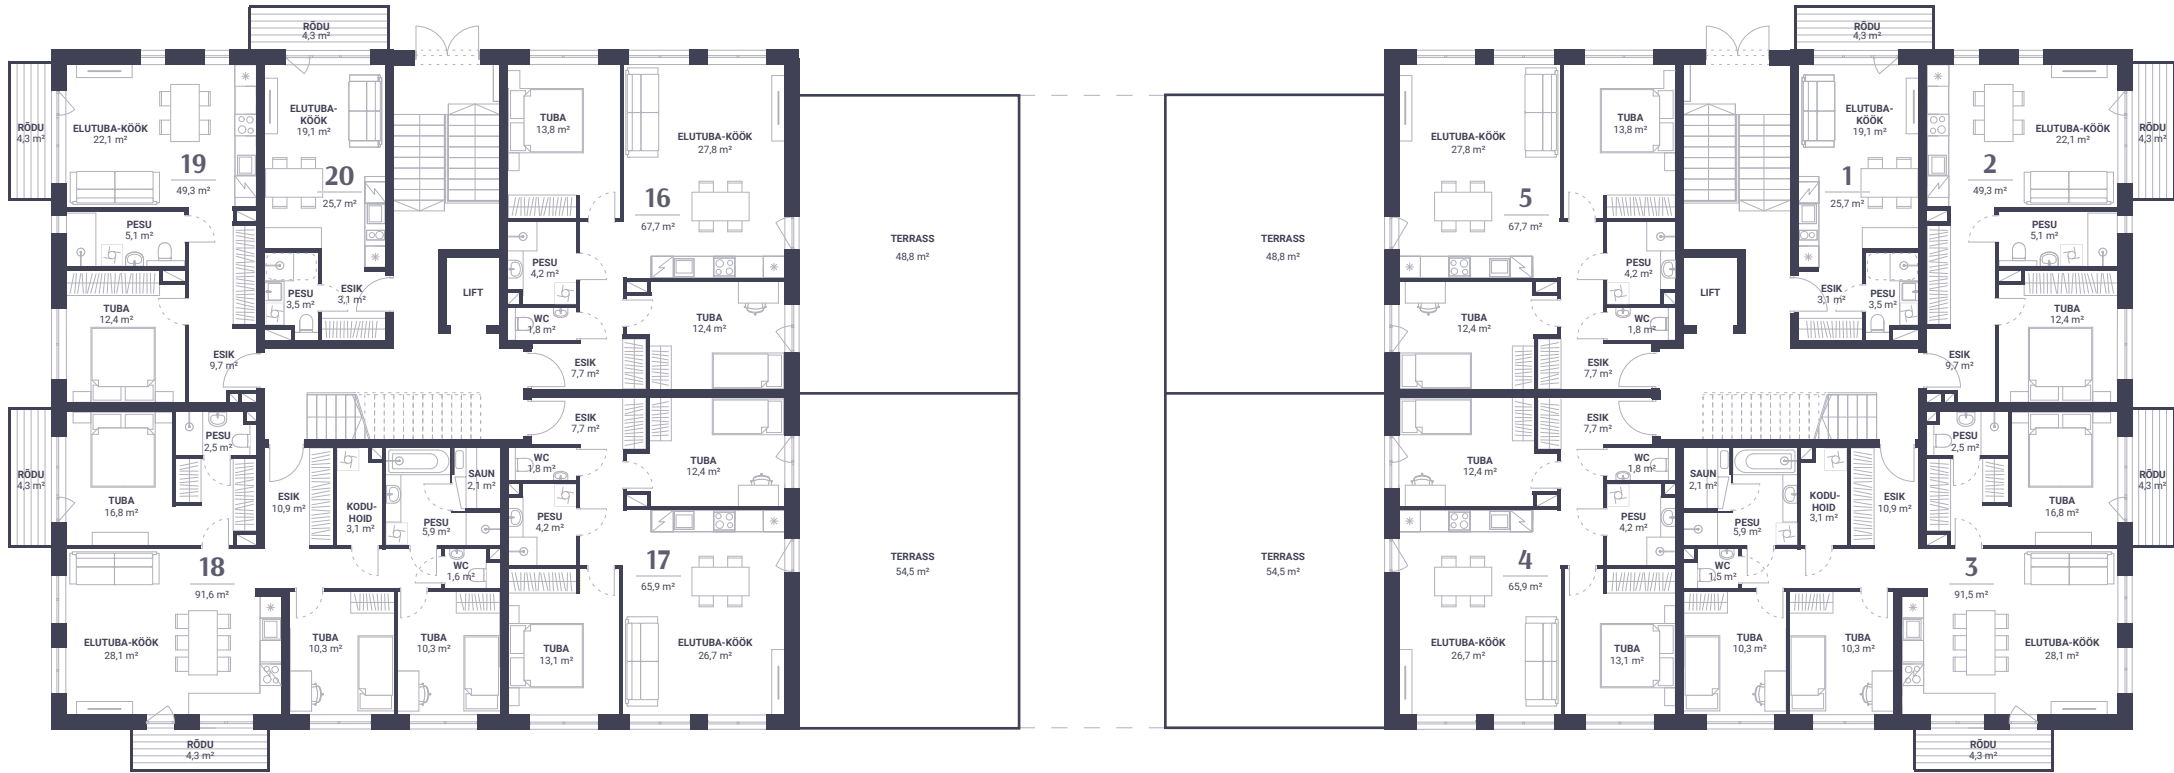 RÕDU
4,3 m²
RÕDU
4,3 m²
ELUTUBA-KÖÖK
22,1 m²
19
49,3 m²
PESU
5,1 m²
TUBA
12,4 m²
ESIK
9,7 m²
ELUTUBA-
KÖÖK
19,1 m²
20
25,7 m²
PESU
3,5 m²
ESIK
3,1 m²
LIFT
TUBA
13,8 m²
ELUTUBA-KÖÖK
27,8 m²
16
67,7 m²
PESU
4,2 m²
WC
1,8 m²
TUBA
12,4 m²
ESIK
7,7 m²
TERRASS
48,8 m²
RÕDU
4,3 m²
PESU
2,5 m²
TUBA
16,8 m²
ESIK
10,9 m²
KODU-
HOID
3,1 m²
SAUN
2,1 m²
PESU
5,9 m²
WC
1,6 m²
18
91,6 m²
ELUTUBA-KÖÖK
28,1 m²
TUBA
10,3 m²
TUBA
10,3 m²
RÕDU
4,3 m²
ESIK
7,7 m²
WC
1,8 m²
TUBA
12,4 m²
PESU
4,2 m²
17
65,9 m²
TUBA
13,1 m²
ELUTUBA-KÖÖK
26,7 m²
TERRASS
54,5 m²
TERRASS
48,8 m²
ELUTUBA-KÖÖK
27,8 m²
5
67,7 m²
TUBA
13,8 m²
PESU
4,2 m²
WC
1,8 m²
TUBA
12,4 m²
ESIK
7,7 m²
LIFT
RÕDU
4,3 m²
ELUTUBA-
KÖÖK
19,1 m²
1
25,7 m²
ESIK
3,1 m²
PESU
3,5 m²
2
49,3 m²
ELUTUBA-KÖÖK
22,1 m²
RÕDU
4,3 m²
PESU
5,1 m²
TUBA
12,4 m²
ESIK
9,7 m²
TERRASS
54,5 m²
ESIK
7,7 m²
TUBA
12,4 m²
WC
1,8 m²
PESU
4,2 m²
4
65,9 m²
ELUTUBA-KÖÖK
26,7 m²
TUBA
13,1 m²
SAUN
2,1 m²
PESU
5,9 m²
KODU-
HOID
3,1 m²
ESIK
10,9 m²
PESU
2,5 m²
TUBA
16,8 m²
RÕDU
4,3 m²
WC
1,5 m²
TUBA
10,3 m²
TUBA
10,3 m²
3
91,5 m²
ELUTUBA-KÖÖK
28,1 m²
RÕDU
4,3 m²